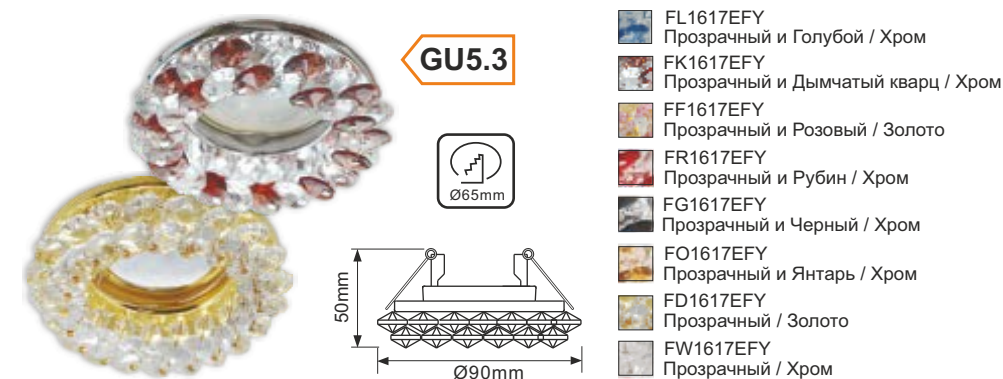 GU5.3
Ø65mm
50mm
Ø90mm
FL1617EFY
Прозрачный и Голубой / Хром
FK1617EFY
Прозрачный и Дымчатый кварц / Хром
FF1617EFY
Прозрачный и Розовый / Золото
FR1617EFY
Прозрачный и Рубин / Хром
FG1617EFY
Прозрачный и Черный / Хром
FO1617EFY
Прозрачный и Янтарь / Хром
FD1617EFY
Прозрачный / Золото
FW1617EFY
Прозрачный / Хром